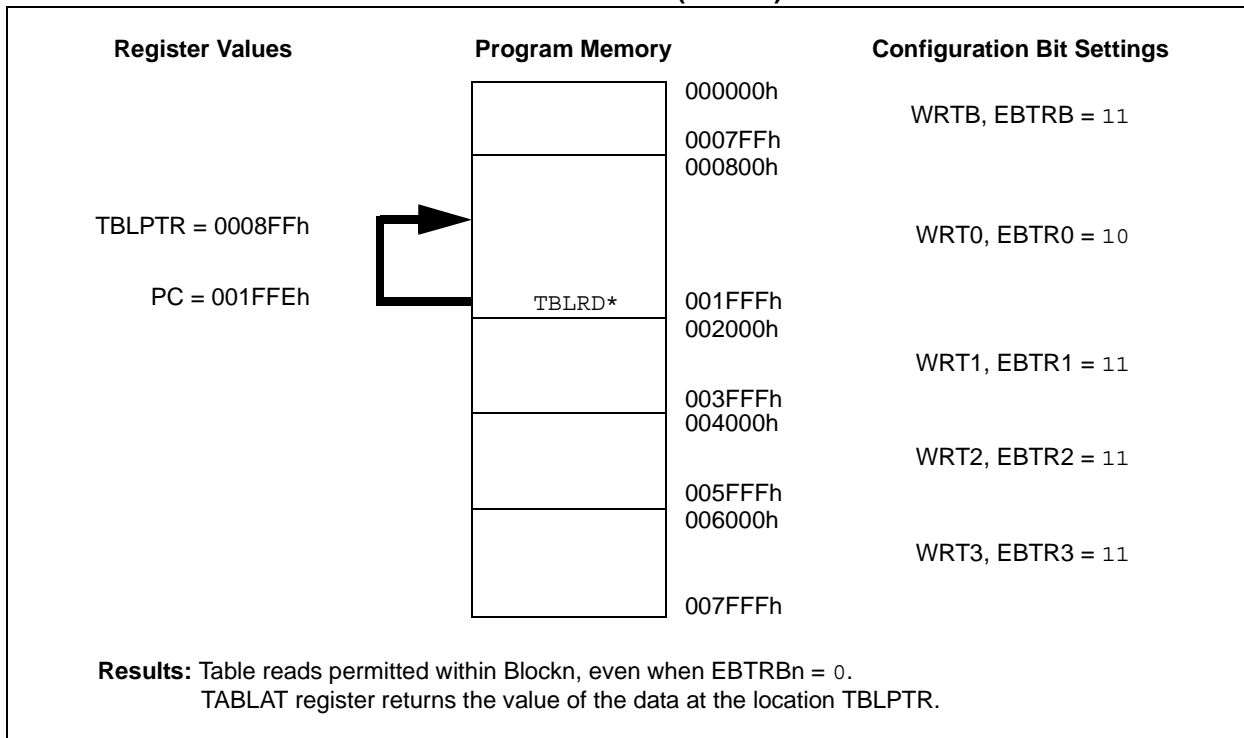 Register Values
Program Memory
Configuration Bit Settings
000000h
WRTB, EBTRB = 11
0007FFh
000800h
TBLPTR = 0008FFh
WRT0, EBTR0 = 10
PC = 001FFEh
TBLRD*
001FFFh
002000h
WRT1, EBTR1 = 11
003FFFh
004000h
WRT2, EBTR2 = 11
005FFFh
006000h
WRT3, EBTR3 = 11
007FFFh
Results: Table reads permitted within Blockn, even when EBTRBn = 0.
TABLAT register returns the value of the data at the location TBLPTR.